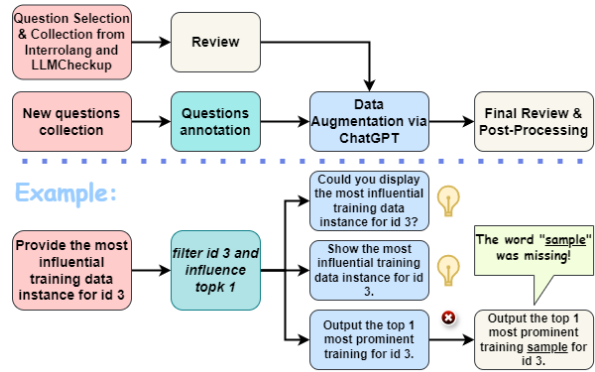 Question Selection
& Collection from
Interrolang and
LLMCheckup
Review
New questions
collection
Questions
annotation
Data
Augmentation via
ChatGPT
Final Review &
Post-Processing
Example:
Provide the most
influential
training data
instance for id 3
filter id 3 and
influence
topk 1
Could you display
the most influential
training data
instance for id 3?
Show the most
influential training
data instance for id
3.
Output the top 1
most prominent
training for id 3.
The word "sample"
was missing!
Output the top 1
most prominent
training sample for
id 3.